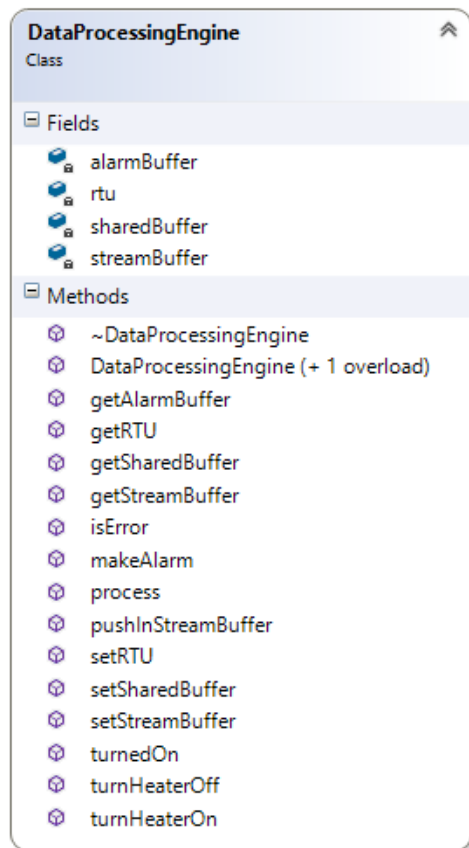 DataProcessingEngine
Class
Fields
alarmBuffer
rtu
sharedBuffer
streamBuffer
Methods
~DataProcessingEngine
DataProcessingEngine (+ 1 overload)
getAlarmBuffer
getRTU
getSharedBuffer
getStreamBuffer
isError
makeAlarm
process
pushInStreamBuffer
setRTU
setSharedBuffer
setStreamBuffer
turnedOn
turnHeaterOff
turnHeaterOn